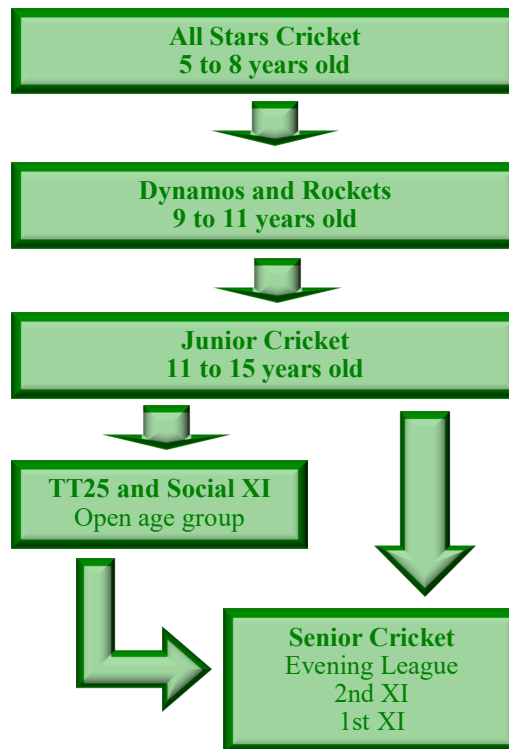 All Stars Cricket
5 to 8 years old
Dynamos and Rockets
9 to 11 years old
Junior Cricket
11 to 15 years old
TT25 and Social XI
Open age group
Senior Cricket
Evening League
2nd XI
1st XI